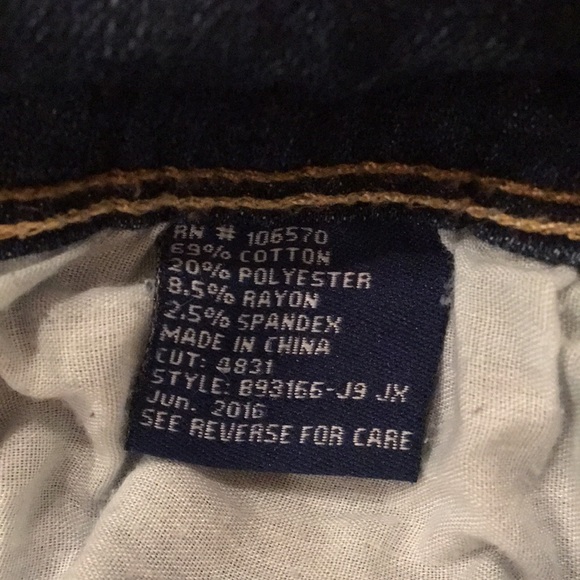 RN # 106570
69% COTTON
20% POLYESTER
8.5% RAYON
2.5% SPANDEX
MADE IN CHINA
CUT: 4831
STYLE: 893166-J9 JX
Jun. 2016
SEE REVERSE FOR CARE